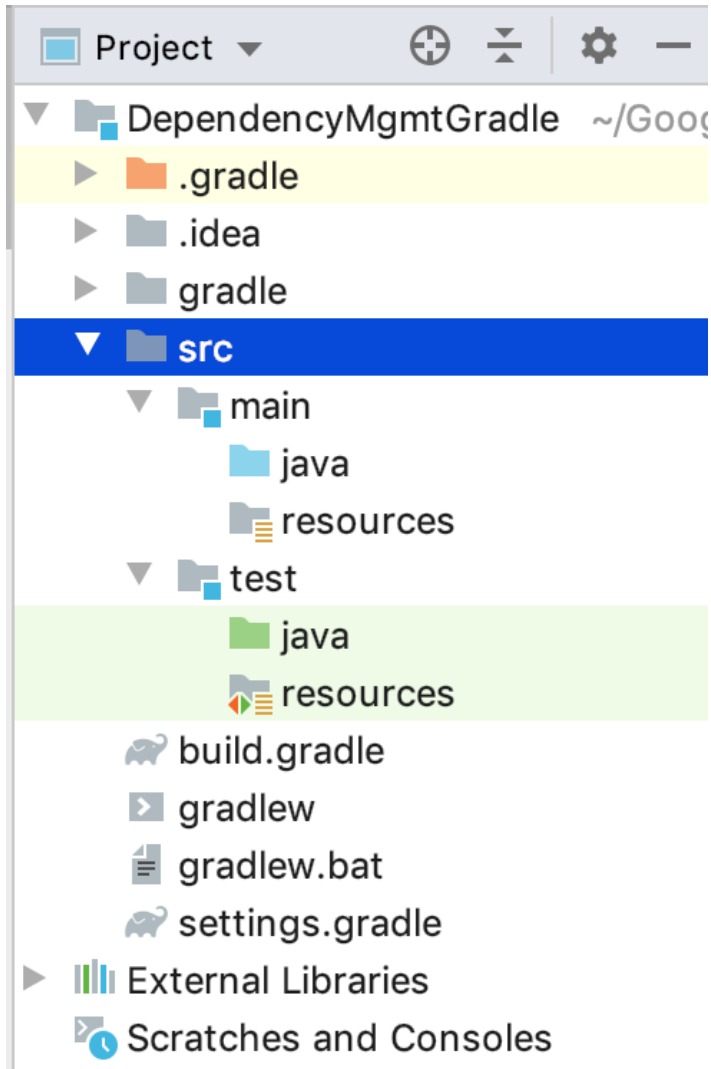 Project
DependencyMgmtGradle ~/Goog
.gradle
.idea
gradle
src
main
java
resources
test
java
resources
build.gradle
gradlew
gradlew.bat
settings.gradle
External Libraries
Scratches and Consoles